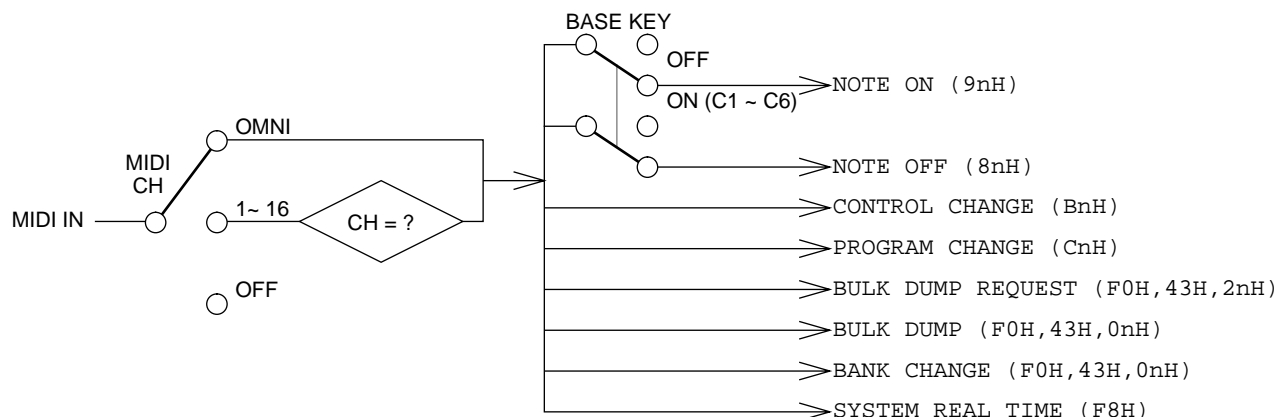 BASE KEY
OFF
NOTE ON (9nH)
ON (C1 ~ C6)
OMNI
MIDI
CH
NOTE OFF (8nH)
MIDI IN
1~ 16
CH = ?
CONTROL CHANGE (BnH)
PROGRAM CHANGE (CnH)
OFF
BULK DUMP REQUEST (F0H,43H,2nH)
BULK DUMP (F0H,43H,0nH)
BANK CHANGE (F0H,43H,0nH)
SYSTEM REAL TIME (F8H)